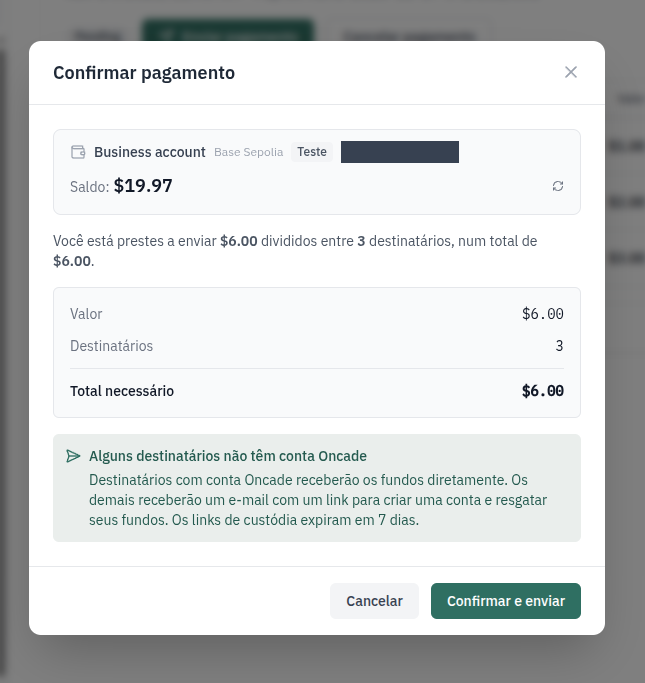 Confirmar pagamento
Business account Base Sepolia Teste
Saldo: $19.97
Você está prestes a enviar $6.00 divididos entre 3 destinatários, num total de
$6.00.
Valor $6.00
Destinatários 3
Total necessário $6.00
Alguns destinatários não têm conta Oncade
Destinatários com conta Oncade receberão os fundos diretamente. Os
demais receberão um e-mail com um link para criar uma conta e resgatar
seus fundos. Os links de custódia expiram em 7 dias.
Cancelar Confirmar e enviar